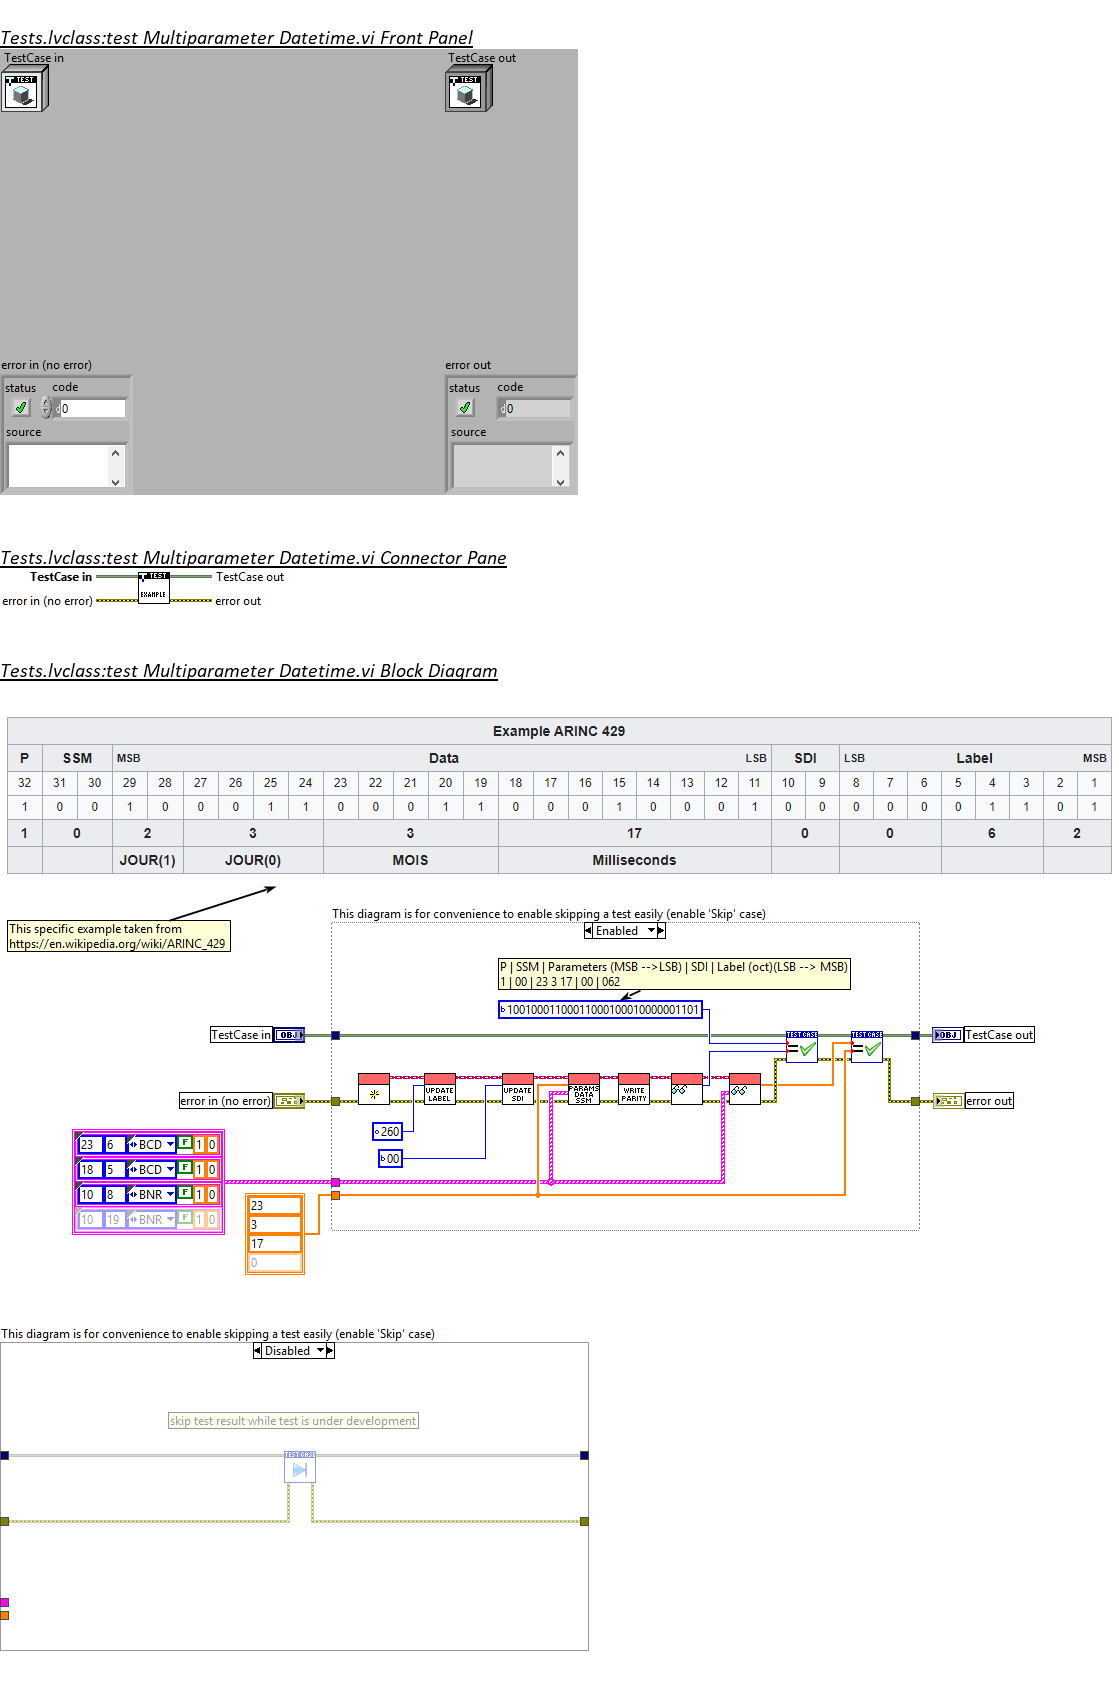 Tests.lvclass:test Multiparameter Datetime.vi Front Panel
TestCase in
TestCase out
TEST
TEST
error in (no error)
error out
status code
status code
d 0
d 0
source
source
Tests.lvclass:test Multiparameter Datetime.vi Connector Pane
TestCase in TEST TestCase out
error in (no error) EXAMPLE error out
Tests.lvclass:test Multiparameter Datetime.vi Block Diagram
Example ARINC 429
P SSM MSB Data LSB SDI LSB Label MSB
32 31 30 29 28 27 26 25 24 23 22 21 20 19 18 17 16 15 14 13 12 11 10 9 8 7 6 5 4 3 2 1
1 0 0 1 0 0 0 1 1 0 0 0 1 1 0 0 0 1 0 0 0 1 0 0 0 0 0 0 1 1 0 1
1 0 2 3 3 17 0 0 6 2
JOUR(1) JOUR(0) MOIS Milliseconds
This specific example taken from
https://en.wikipedia.org/wiki/ARINC_429
This diagram is for convenience to enable skipping a test easily (enable 'Skip' case)
Enabled
P | SSM | Parameters (MSB -->LSB) | SDI | Label (oct)(LSB --> MSB)
1 | 00 | 23 3 17 | 00 | 062
b 10010001100011000100010000001101
TestCase in OBJ
TEST CASE
TEST CASE
OBJ TestCase out
error in (no error)
UPDATE LABEL
UPDATE SDI
PARAMS DATA SSM
WRITE PARITY
error out
o 260
b 00
23 6 BCD F 1 0
18 5 BCD F 1 0
10 8 BNR F 1 0
10 19 BNR F 1 0
23
3
17
0
This diagram is for convenience to enable skipping a test easily (enable 'Skip' case)
Disabled
skip test result while test is under development
TEST CASE